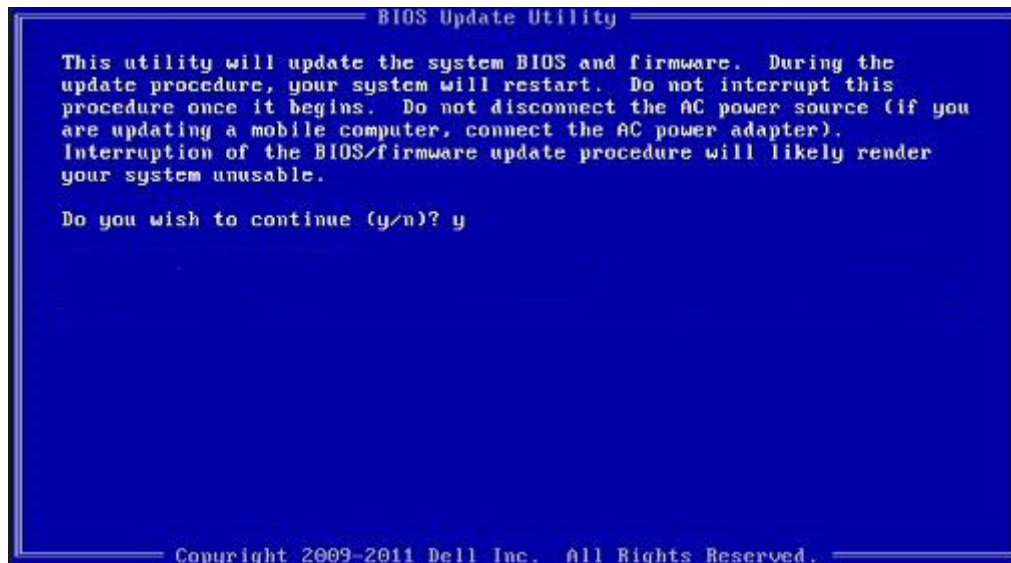 BIOS Update Utility
This utility will update the system BIOS and firmware. During the
update procedure, your system will restart. Do not interrupt this
procedure once it begins. Do not disconnect the AC power source (if you
are updating a mobile computer, connect the AC power adapter).
Interruption of the BIOS/firmware update procedure will likely render
your system unusable.
Do you wish to continue (y/n)? y
Copyright 2009-2011 Dell Inc. All Rights Reserved.